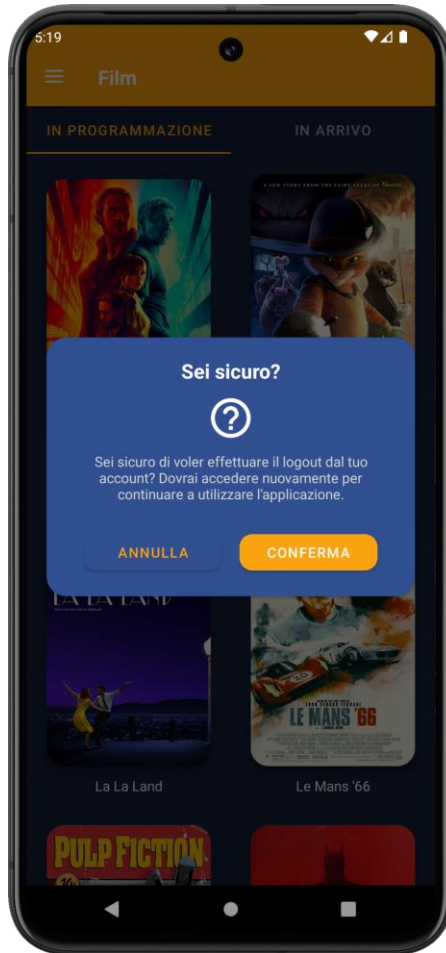 5:19
Film
IN PROGRAMMAZIONE
IN ARRIVO
Sei sicuro?
?
Sei sicuro di voler effettuare il logout dal tuo
account? Dovrai accedere nuovamente per
continuare a utilizzare l'applicazione.
ANNULLA
CONFERMA
LA LA LAND
LE MANS '66
La La Land
Le Mans '66
PULP FICTION